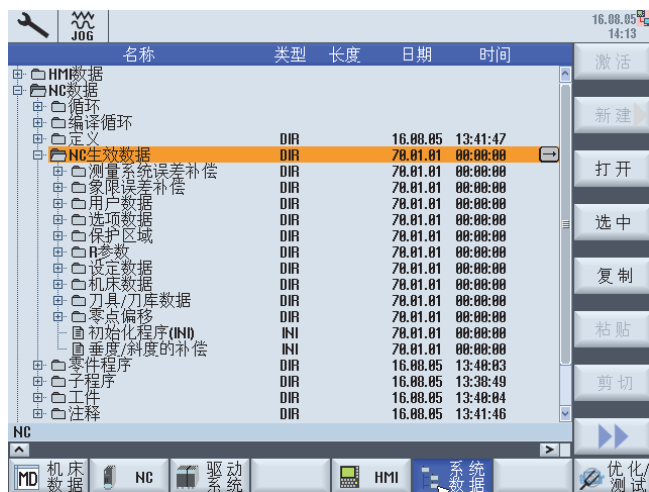 JOG
16.08.05
14:13
名称 类型 长度 日期 时间
HMI数据
NC数据
循环
编译循环
定义 DIR 16.08.05 13:41:47
NC生效数据 DIR 70.01.01 00:00:00
测量系统误差补偿 DIR 70.01.01 00:00:00
象限误差补偿 DIR 70.01.01 00:00:00
用户数据 DIR 70.01.01 00:00:00
选项数据 DIR 70.01.01 00:00:00
保护区域 DIR 70.01.01 00:00:00
R参数 DIR 70.01.01 00:00:00
设定数据 DIR 70.01.01 00:00:00
机床数据 DIR 70.01.01 00:00:00
刀具/刀库数据 DIR 70.01.01 00:00:00
零点偏移 DIR 70.01.01 00:00:00
初始化程序(INI) INI 70.01.01 00:00:00
垂度/斜度的补偿 INI 70.01.01 00:00:00
零件程序 DIR 16.08.05 13:40:03
子程序 DIR 16.08.05 13:38:49
工件 DIR 16.08.05 13:40:04
注释 DIR 16.08.05 13:41:46
NC
激活
新建
打开
选中
复制
粘贴
剪切
MD 机床数据
NC
驱动系统
HMI
系统数据
优化/测试